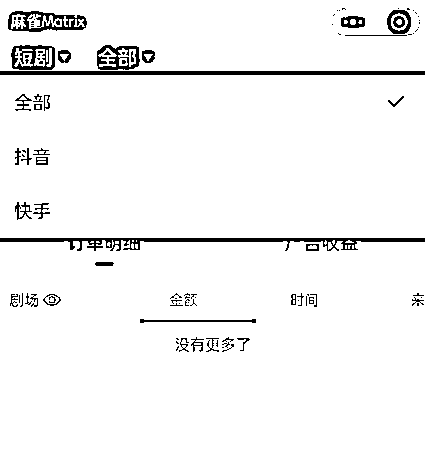 麻雀Matrix
短剧 全部
全部
抖音
快手
订单明细 广告收益
剧场 金额 时间
没有更多了